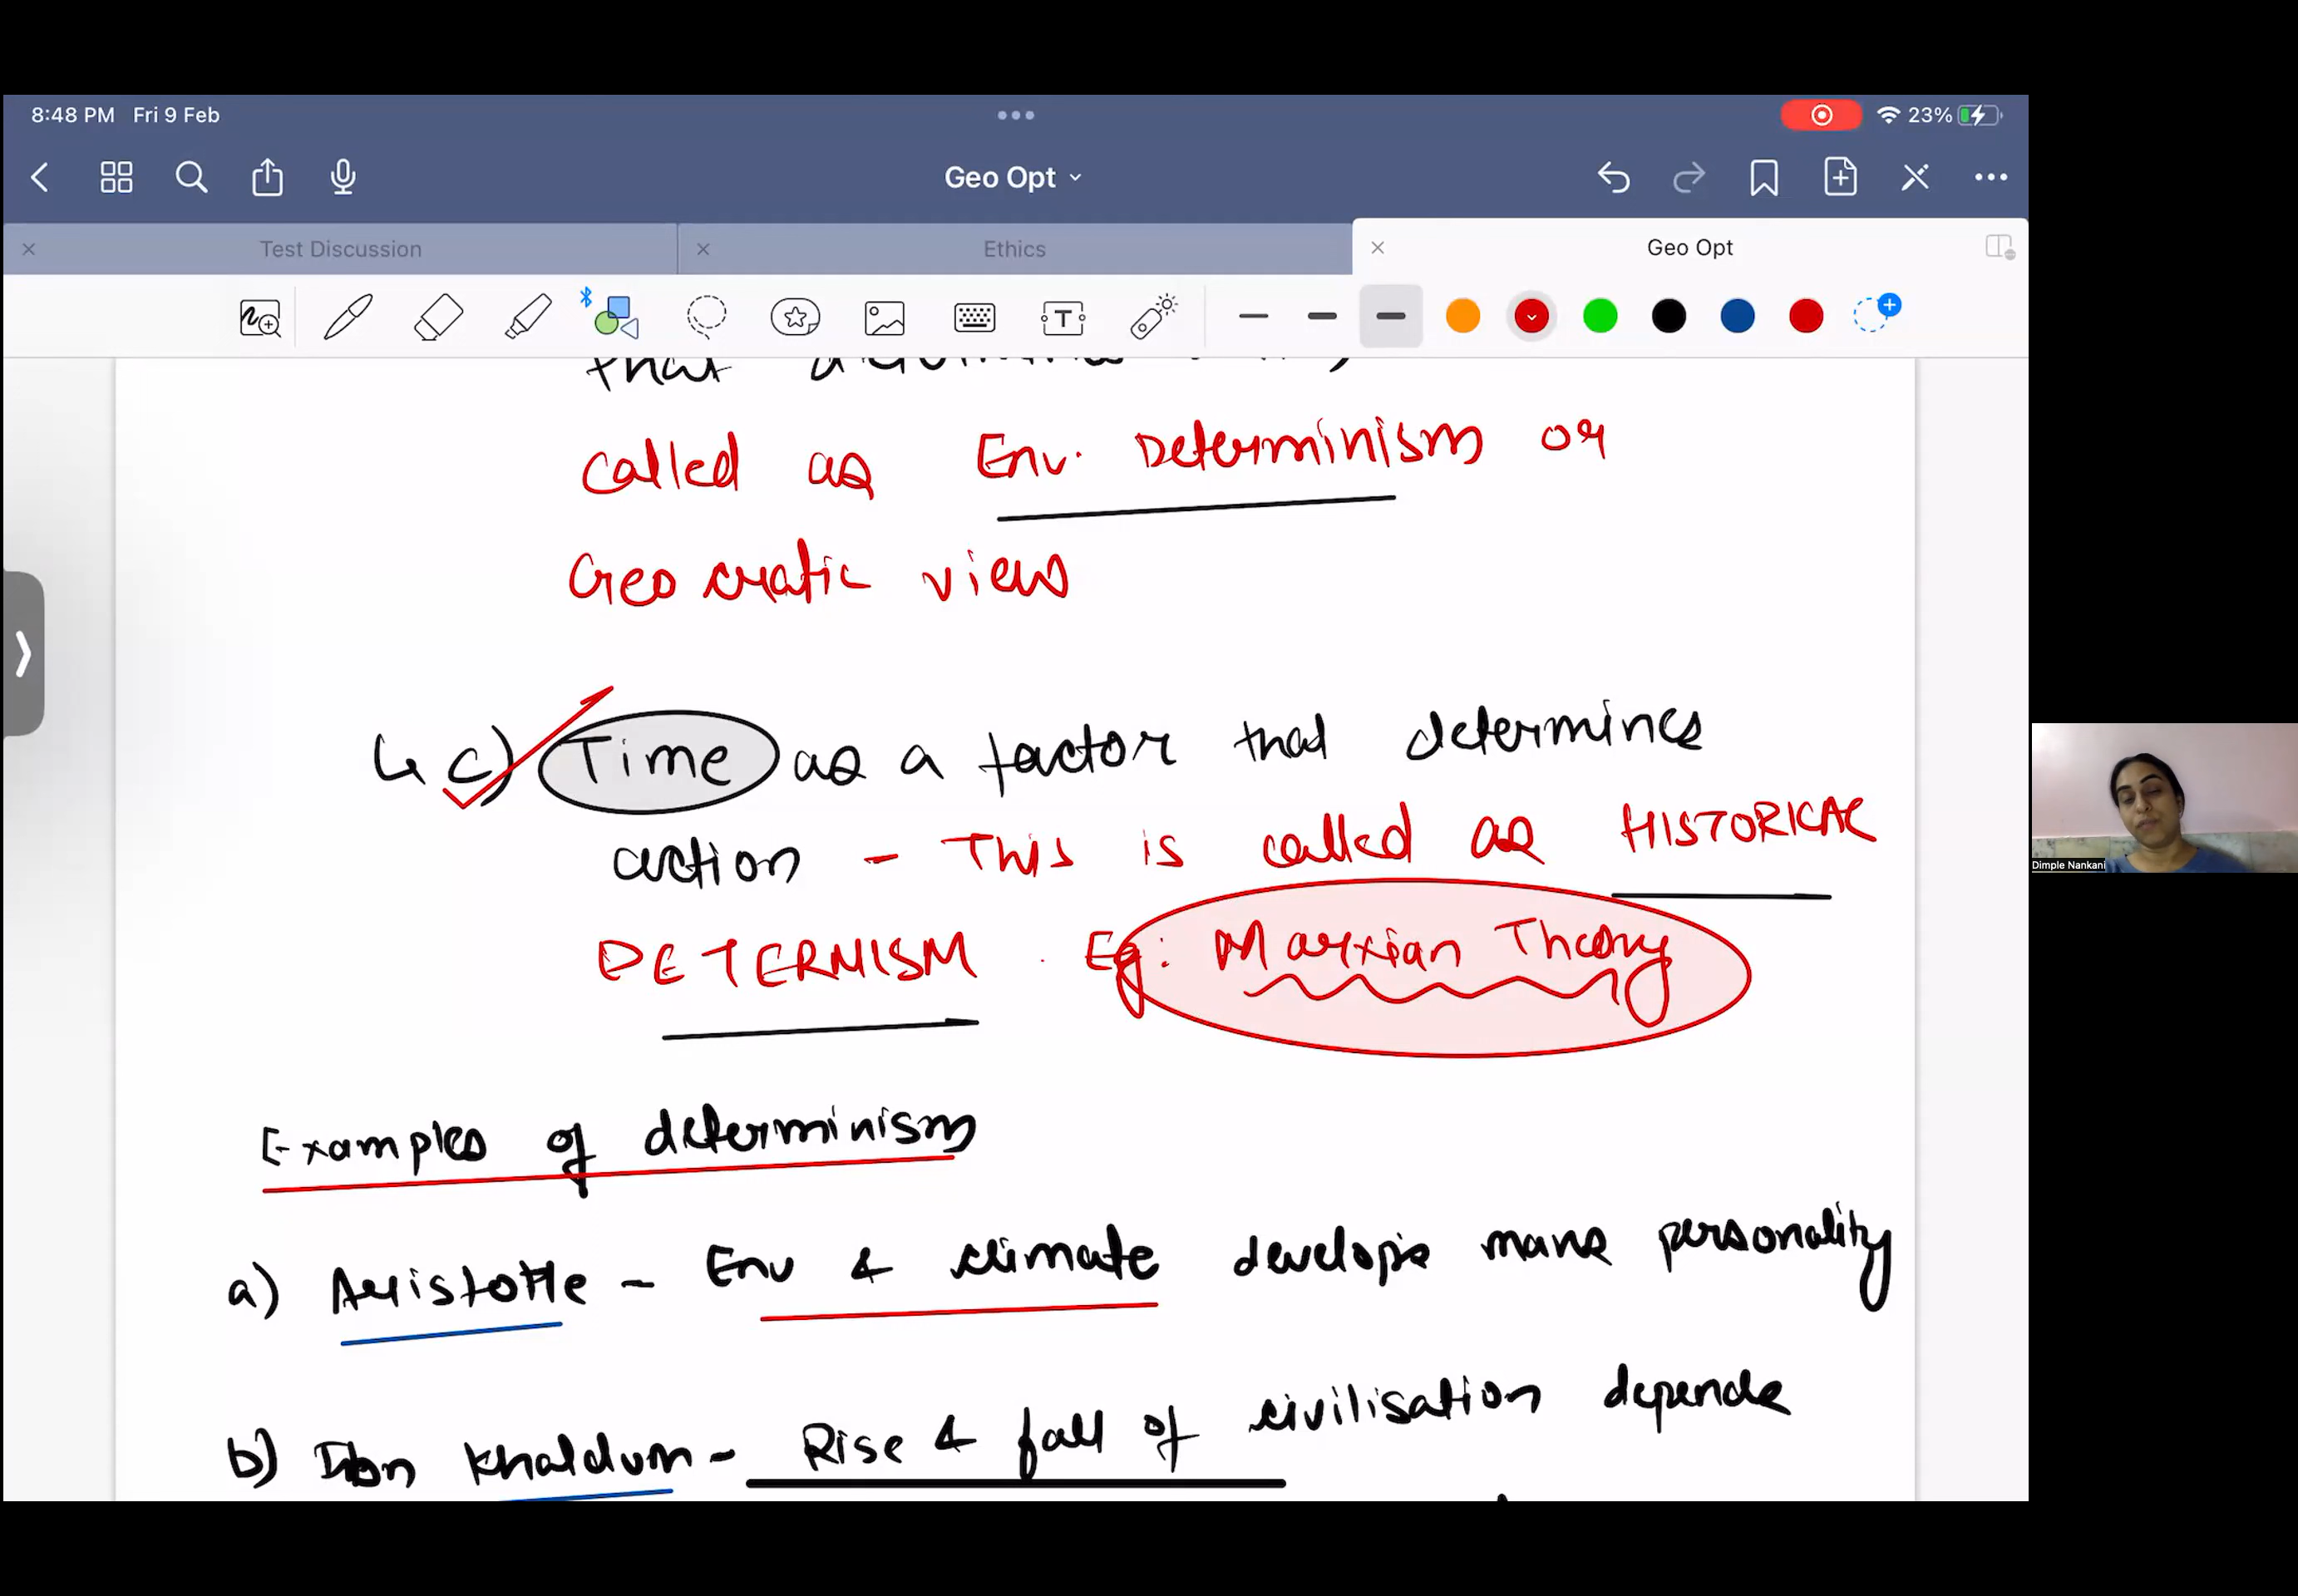 8:48 PM Fri 9 Feb
23%
Geo Opt
Test Discussion
Ethics
Geo Opt
T
that
called as Env. Determinism or
Geo cratic view
c) Time as a factor that determines
action - This is called as HISTORICAL
DETERMISM . Eg: Marxian Theory
Examples of determinism
a) Aristotle - Env & climate develops mans personality
b) Ibn Khaldum - Rise & fall of civilisation depends
Dimple Nankani